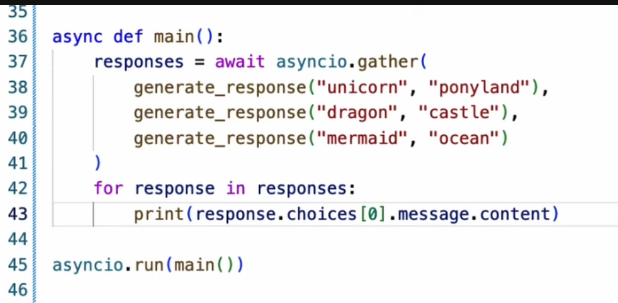 35
36 async def main():
37     responses = await asyncio.gather(
38         generate_response("unicorn", "ponyland"),
39         generate_response("dragon", "castle"),
40         generate_response("mermaid", "ocean")
41     )
42     for response in responses:
43         print(response.choices[0].message.content)
44
45 asyncio.run(main())
46